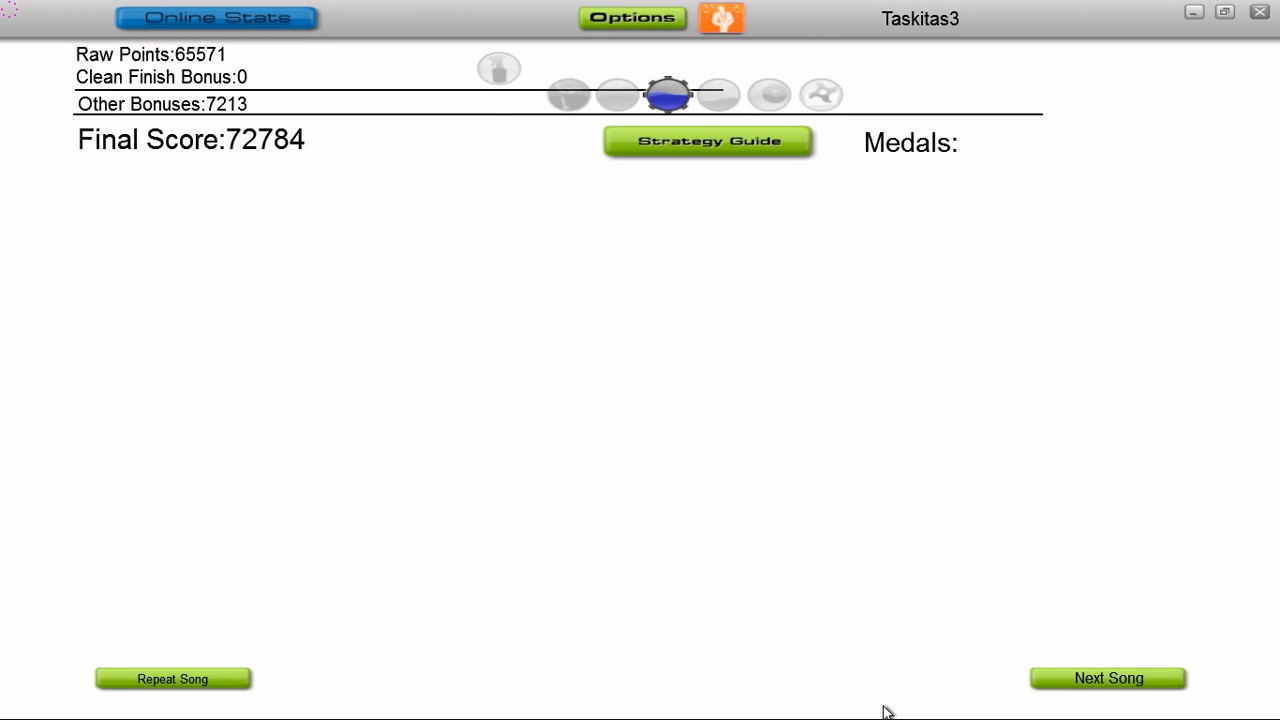 Online Stats
Options
Taskitas3
Raw Points:65571
Clean Finish Bonus:0
Other Bonuses:7213
Final Score:72784
Strategy Guide
Medals:
Repeat Song
Next Song